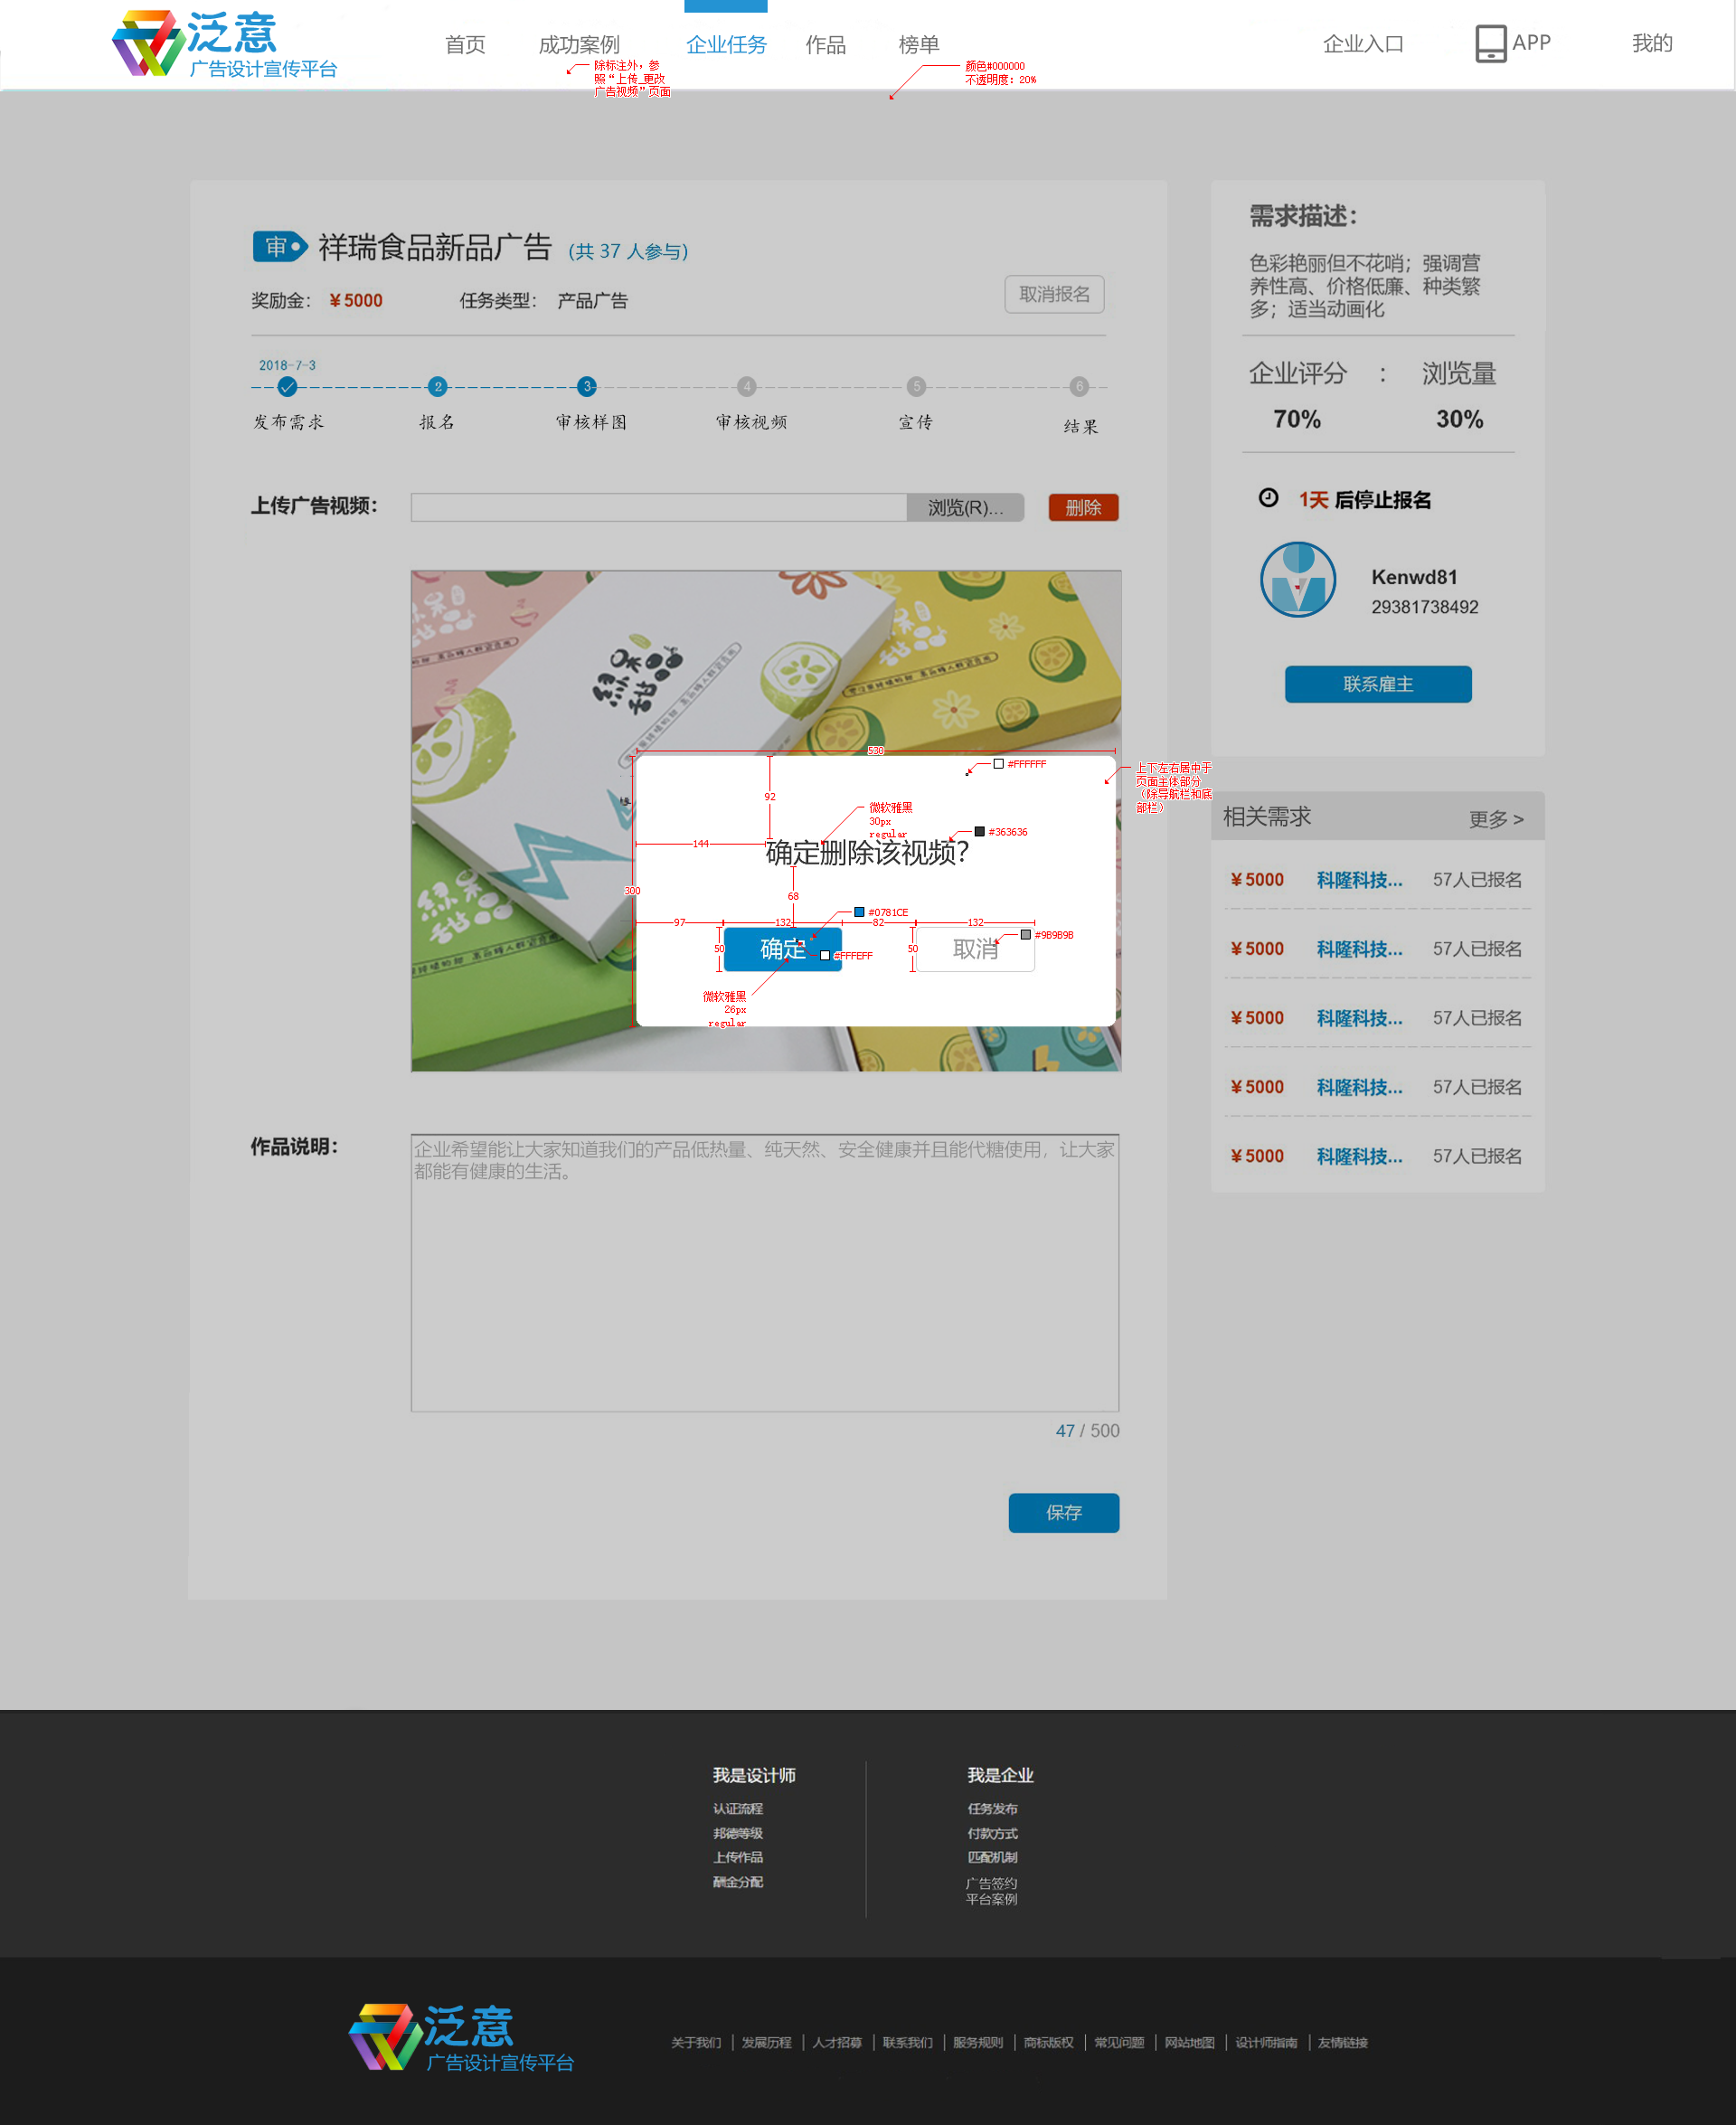 泛意
广告设计宣传平台
首页
成功案例
企业任务
作品
榜单
企业入口
APP
我的
除标注外，参
照“上传_更改
广告视频”页面
颜色#000000
不透明度：20%
审
祥瑞食品新品广告
(共 37 人参与)
奖励金：
￥5000
任务类型：
产品广告
取消报名
2018-7-3
2
3
4
5
6
发布需求
报名
审核样图
审核视频
宣传
结果
上传广告视频：
浏览(R)...
删除
530
#FFFFFF
上下左右居中于
页面主体部分
（除导航栏和底
部栏）
92
微软雅黑
30px
regular
#363636
144
确定删除该视频？
300
68
#0781CE
97
132
82
132
50
确定
#FFFEFF
50
取消
#9B9B9B
微软雅黑
26px
regular
作品说明：
企业希望能让大家知道我们的产品低热量、纯天然、安全健康并且能代糖使用，让大家
都能有健康的生活。
47 / 500
保存
需求描述：
色彩艳丽但不花哨；强调营
养性高、价格低廉、种类繁
多；适当动画化
企业评分 ： 浏览量
70%
30%
1天 后停止报名
Kenwd81
29381738492
联系雇主
相关需求
更多 >
￥5000 科隆科技... 57人已报名
￥5000 科隆科技... 57人已报名
￥5000 科隆科技... 57人已报名
￥5000 科隆科技... 57人已报名
￥5000 科隆科技... 57人已报名
我是设计师
认证流程
邦德等级
上传作品
酬金分配
我是企业
任务发布
付款方式
匹配机制
广告签约
平台案例
泛意
广告设计宣传平台
关于我们
发展历程
人才招募
联系我们
服务规则
商标版权
常见问题
网站地图
设计师指南
友情链接